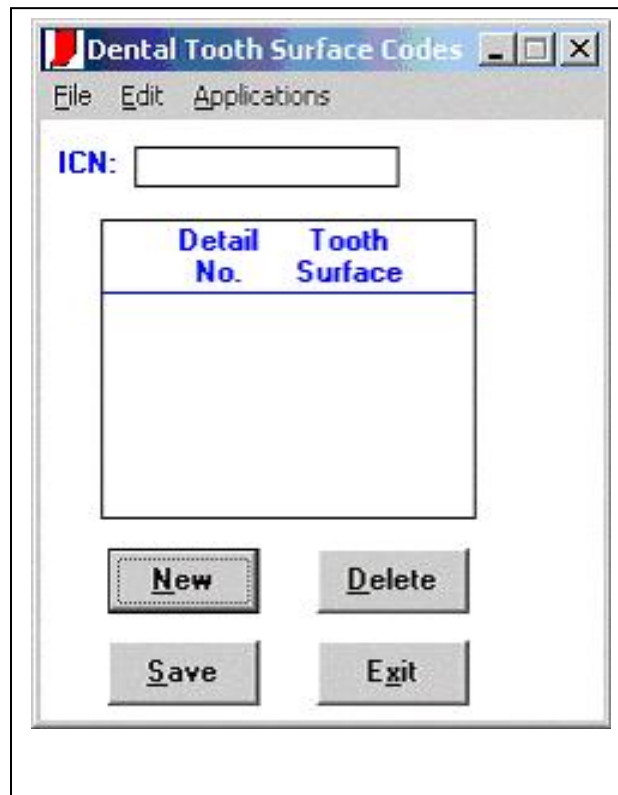 Dental Tooth Surface Codes
File Edit Applications
ICN:
Detail Tooth
No. Surface
New Delete
Save Exit